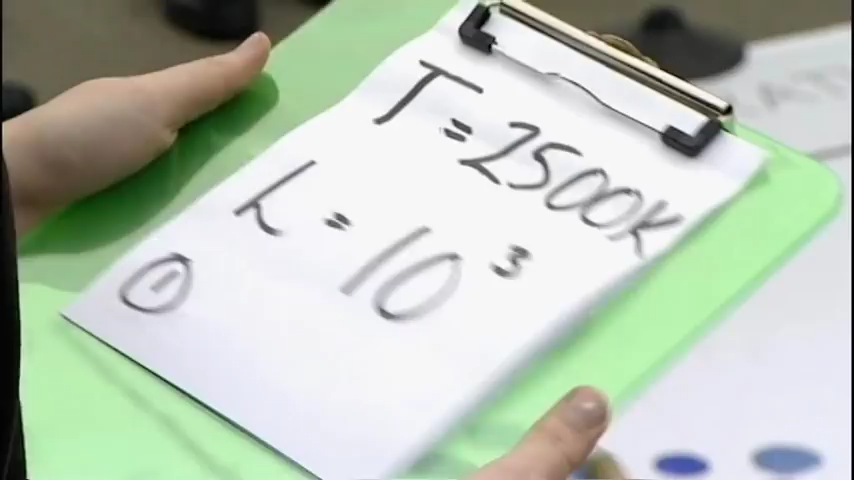 T = 2500K
L = 10³
①